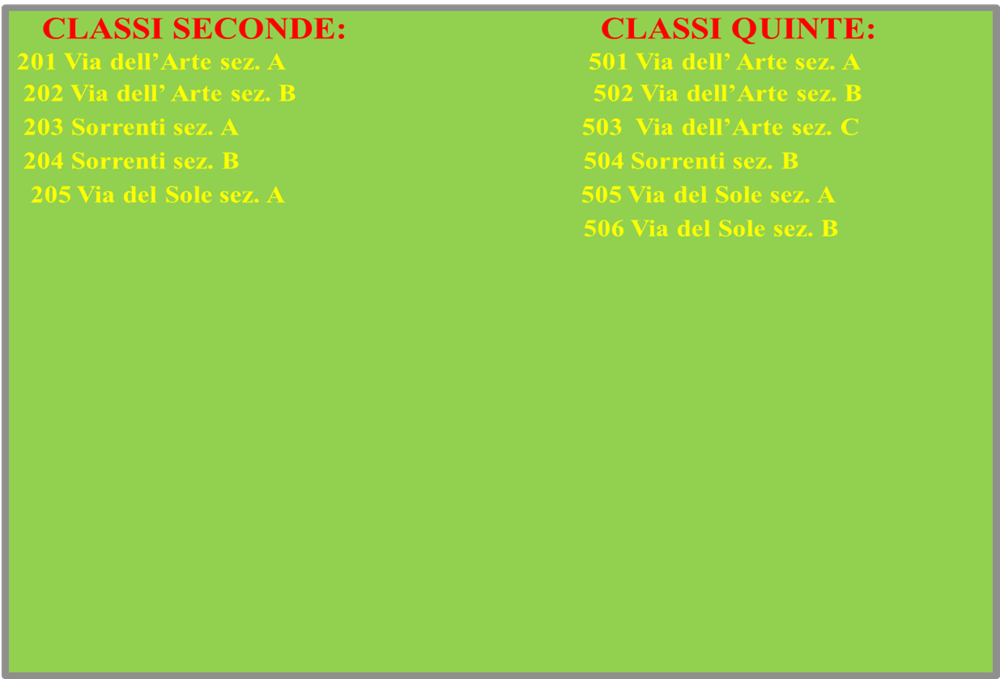 CLASSI SECONDE:
201 Via dell’Arte sez. A
202 Via dell’ Arte sez. B
203 Sorrenti sez. A
204 Sorrenti sez. B
205 Via del Sole sez. A
CLASSI QUINTE:
501 Via dell’ Arte sez. A
502 Via dell’Arte sez. B
503 Via dell’Arte sez. C
504 Sorrenti sez. B
505 Via del Sole sez. A
506 Via del Sole sez. B